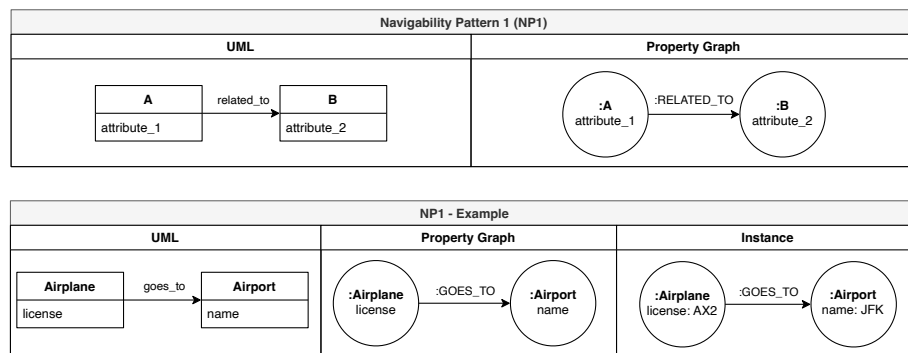 Navigability Pattern 1 (NP1)
UML
Property Graph
A
attribute_1
related_to
B
attribute_2
:A
attribute_1
:RELATED_TO
:B
attribute_2
NP1 - Example
UML
Property Graph
Instance
Airplane
license
goes_to
Airport
name
:Airplane
license
:GOES_TO
:Airport
name
:Airplane
license: AX2
:GOES_TO
:Airport
name: JFK